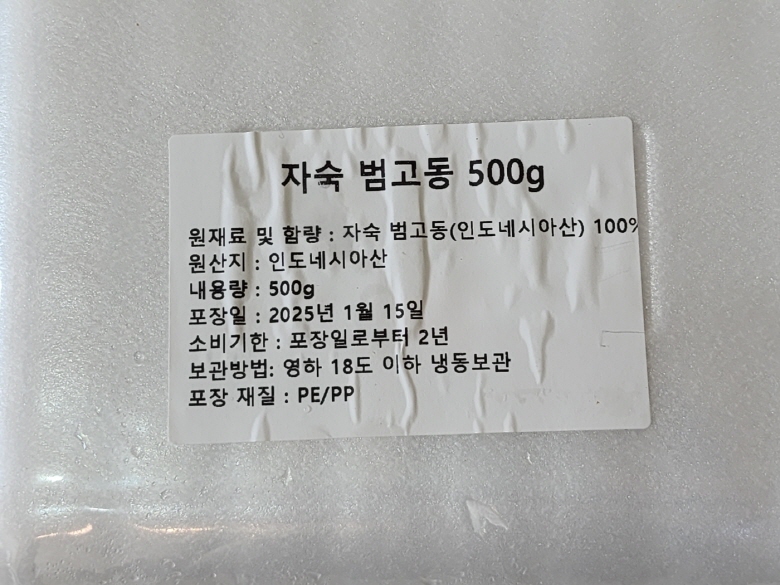 자숙 범고동 500g
원재료 및 함량 : 자숙 범고동(인도네시아산) 100%
원산지 : 인도네시아산
내용량 : 500g
포장일 : 2025년 1월 15일
소비기한 : 포장일로부터 2년
보관방법: 영하 18도 이하 냉동보관
포장 재질 : PE/PP